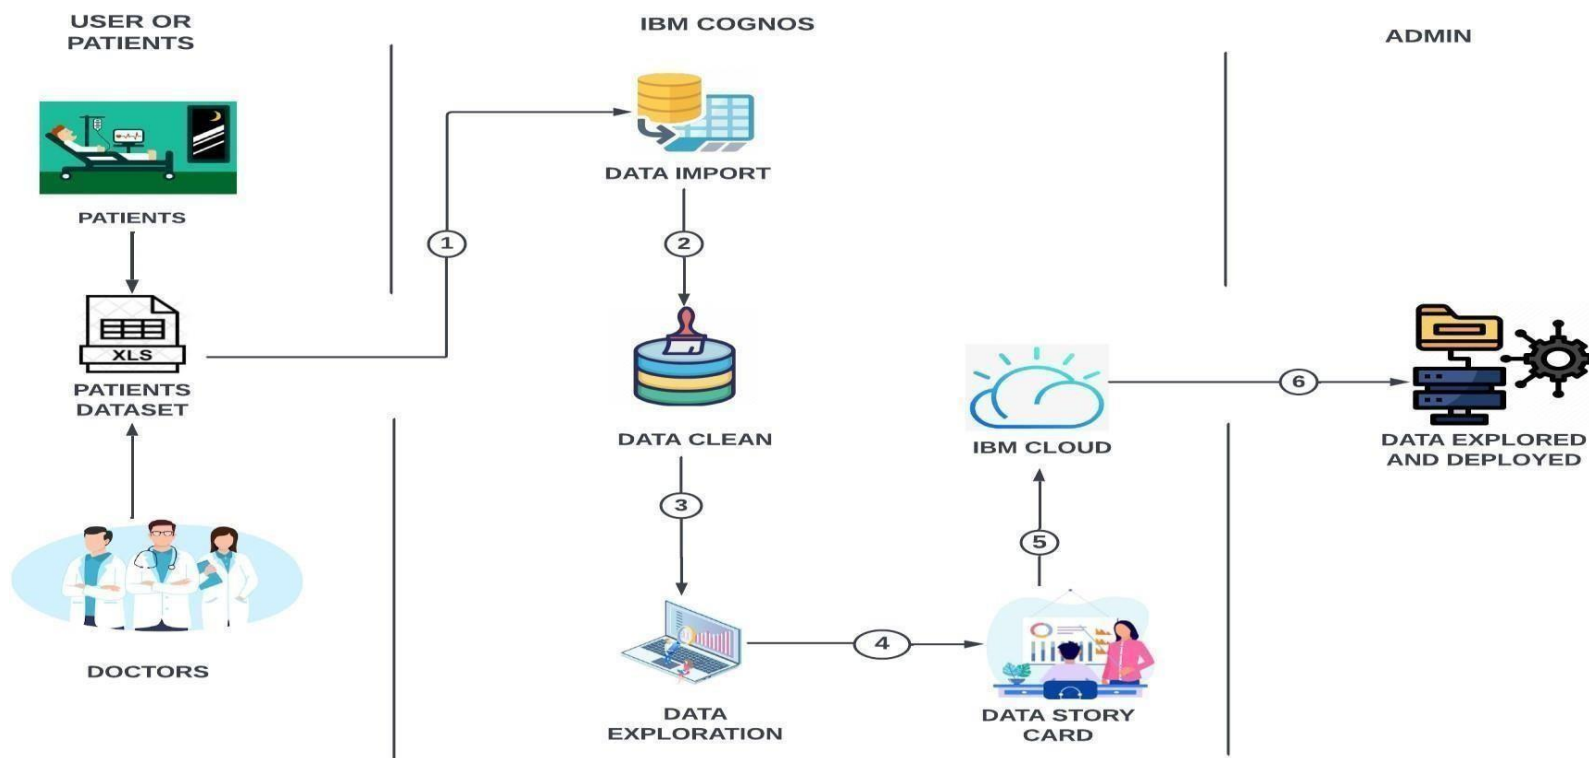 USER OR
PATIENTS
IBM COGNOS
ADMIN
PATIENTS
XLS
PATIENTS
DATASET
DOCTORS
1
DATA IMPORT
2
DATA CLEAN
3
DATA
EXPLORATION
4
DATA STORY
CARD
5
IBM CLOUD
6
DATA EXPLORED
AND DEPLOYED